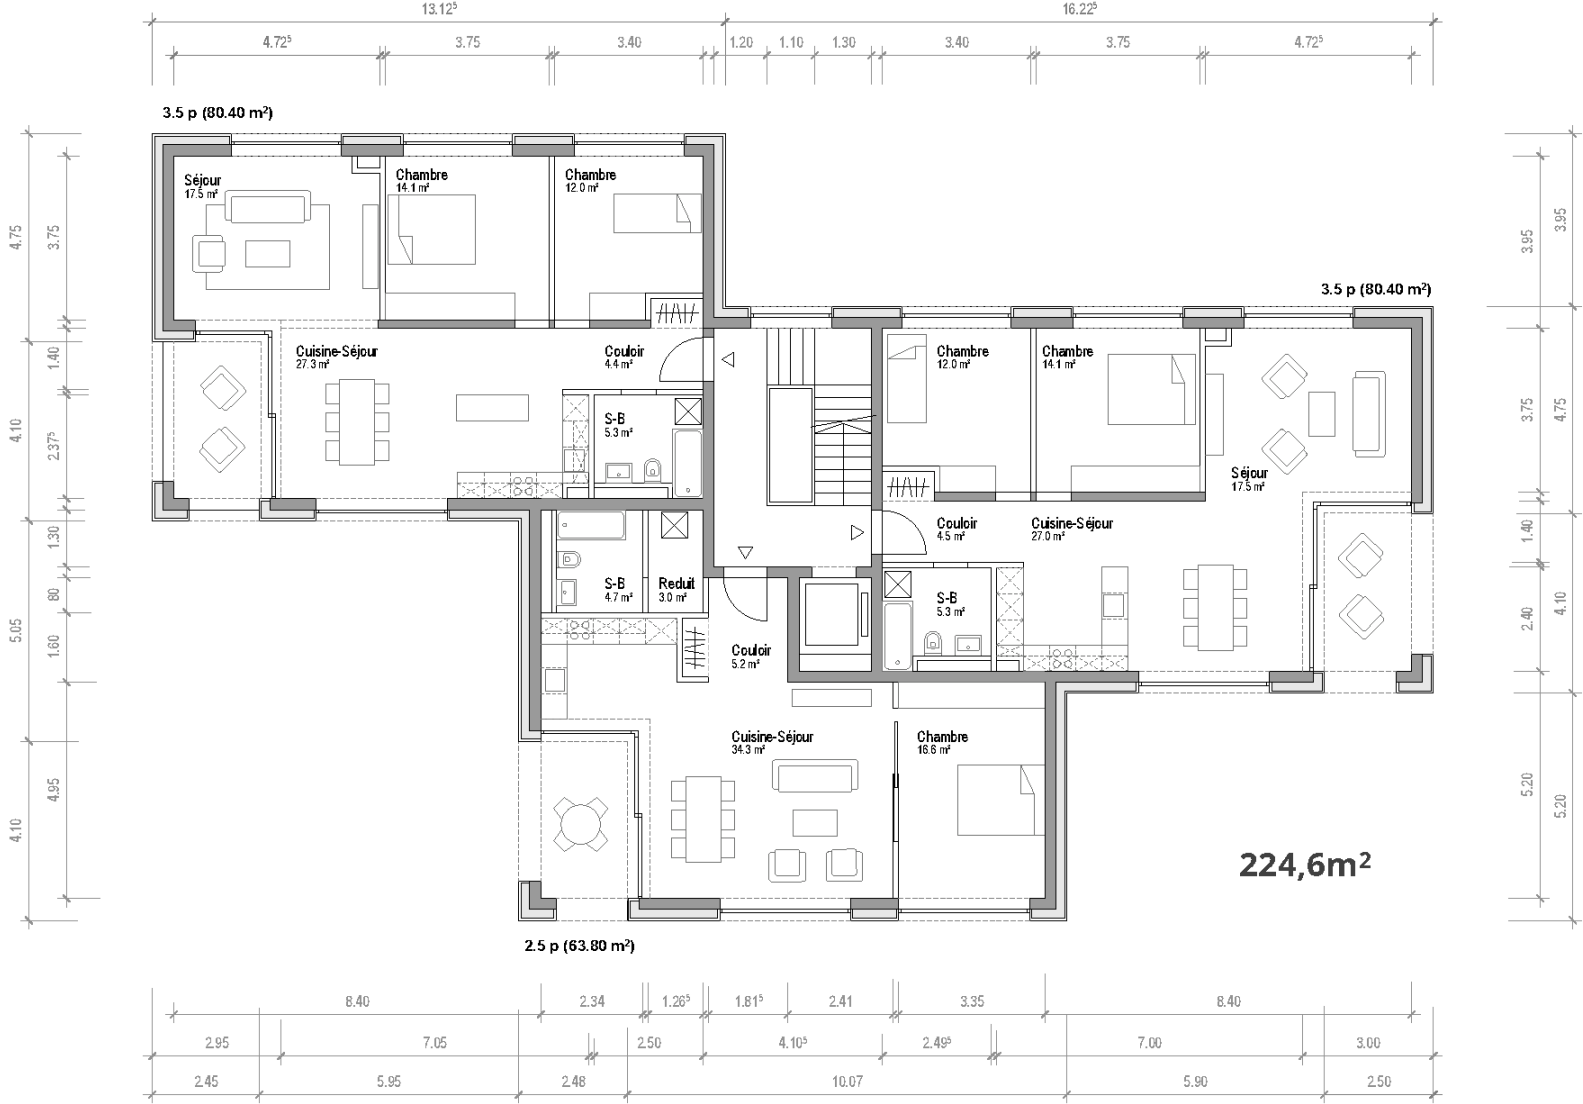 13.12⁵
16.22⁵
4.72⁵
3.75
3.40
1.20
1.10
1.30
3.40
3.75
4.72⁵
3.5 p (80.40 m²)
Séjour
17.5 m²
Chambre
14.1 m²
Chambre
12.0 m²
4.75
3.75
3.95
3.95
3.5 p (80.40 m²)
Cuisine-Séjour
27.3 m²
Couloir
4.4 m²
Chambre
12.0 m²
Chambre
14.1 m²
1.40
4.10
2.37⁵
S-B
5.3 m²
3.75
4.75
Séjour
17.5 m²
Couloir
4.5 m²
Cuisine-Séjour
27.0 m²
1.30
1.40
S-B
4.7 m²
Reduit
3.0 m²
S-B
5.3 m²
80
5.05
1.60
2.40
4.10
Couloir
5.2 m²
Cuisine-Séjour
34.3 m²
Chambre
16.6 m²
4.95
4.10
5.20
5.20
224,6m²
2.5 p (63.80 m²)
8.40
2.34
1.26⁵
1.81⁵
2.41
3.35
8.40
2.95
7.05
2.50
4.10⁵
2.49⁵
7.00
3.00
2.45
5.95
2.48
10.07
5.90
2.50